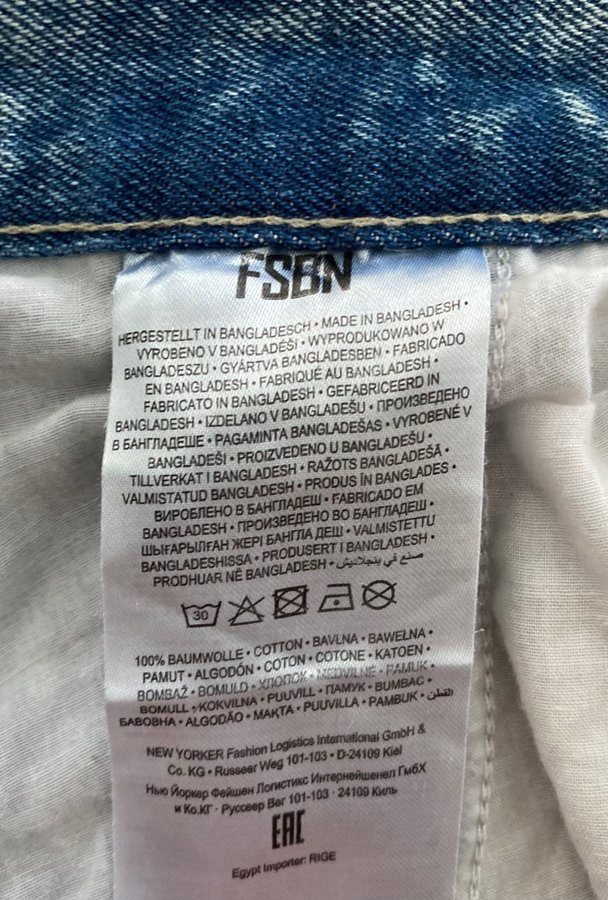 FSBN
HERGESTELLT IN BANGLADESCH • MADE IN BANGLADESH •
VYROBENO V BANGLADÉŠI • WYPRODUKOWANO W
BANGLADESZU • GYÁRTVA BANGLADESBEN • FABRICADO
EN BANGLADESH • FABRIQUÉ AU BANGLADESH •
FABRICATO IN BANGLADESH • GEFABRICEERD IN
BANGLADESH • IZDELANO V BANGLADEŠU • ПРОИЗВЕДЕНО
В БАНГЛАДЕШЕ • PAGAMINTA BANGLADEŠAS • VYROBENÉ V
BANGLADÉŠI • PROIZVEDENO U BANGLADEŠU •
TILLVERKAT I BANGLADESH • RAŽOTS BANGLADEŠĀ •
VALMISTATUD BANGLADESH • PRODUS ÎN BANGLADES •
ВИРОБЛЕНО В БАНГЛАДЕШ • FABRICADO EM
BANGLADESH • ПРОИЗВЕДЕНО ВО БАНГЛАДЕШ •
ШЫҒАРЫЛҒАН ЖЕРІ БАНГЛА ДЕШ • VALMISTETTU
BANGLADESHISSA • PRODUSERT I BANGLADESH •
PRODHUAR NË BANGLADESH • صنع في بنجلاديش •
30
100% BAUMWOLLE • COTTON • BAVLNA • BAWEŁNA •
PAMUT • ALGODÓN • COTON • COTONE • KATOEN •
BOMBAŽ • BOMULD • ХЛОПОК • MEDVILNĖ • PAMUK •
BOMULL • KOKVILNA • PUUVILL • ПАМУК • BUMBAC •
БАВОВНА • ALGODÃO • МАҚТА • PUUVILLA • PAMBUK • القطن •
NEW YORKER Fashion Logistics International GmbH &
Co. KG • Russeer Weg 101-103 • D-24109 Kiel
Нью Йоркер Фейшен Логистикс Интернейшенел ГмбХ
и Ко.КГ · Руссеер Вег 101-103 · 24109 Киль
EAC
Egypt Importer: RIGE